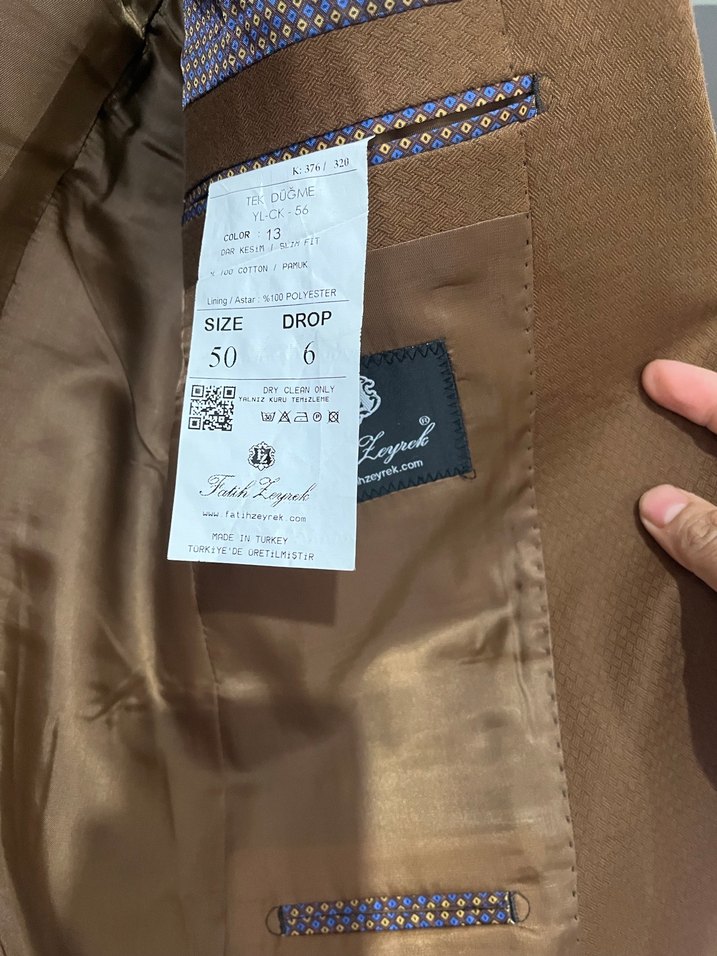 K: 376 / 320
TEK DÜĞME
YL-CK - 56
COLOR : 13
DAR KESİM / SLIM FIT
% 100 COTTON / PAMUK
Lining / Astar : %100 POLYESTER
SIZE DROP
50 6
DRY CLEAN ONLY
YALNIZ KURU TEMİZLEME
FZ
Fatih Zeyrek
www.fatihzeyrek.com
MADE IN TURKEY
TÜRKİYE'DE ÜRETİLMİŞTİR
Zeyrek®
hzeyrek.com